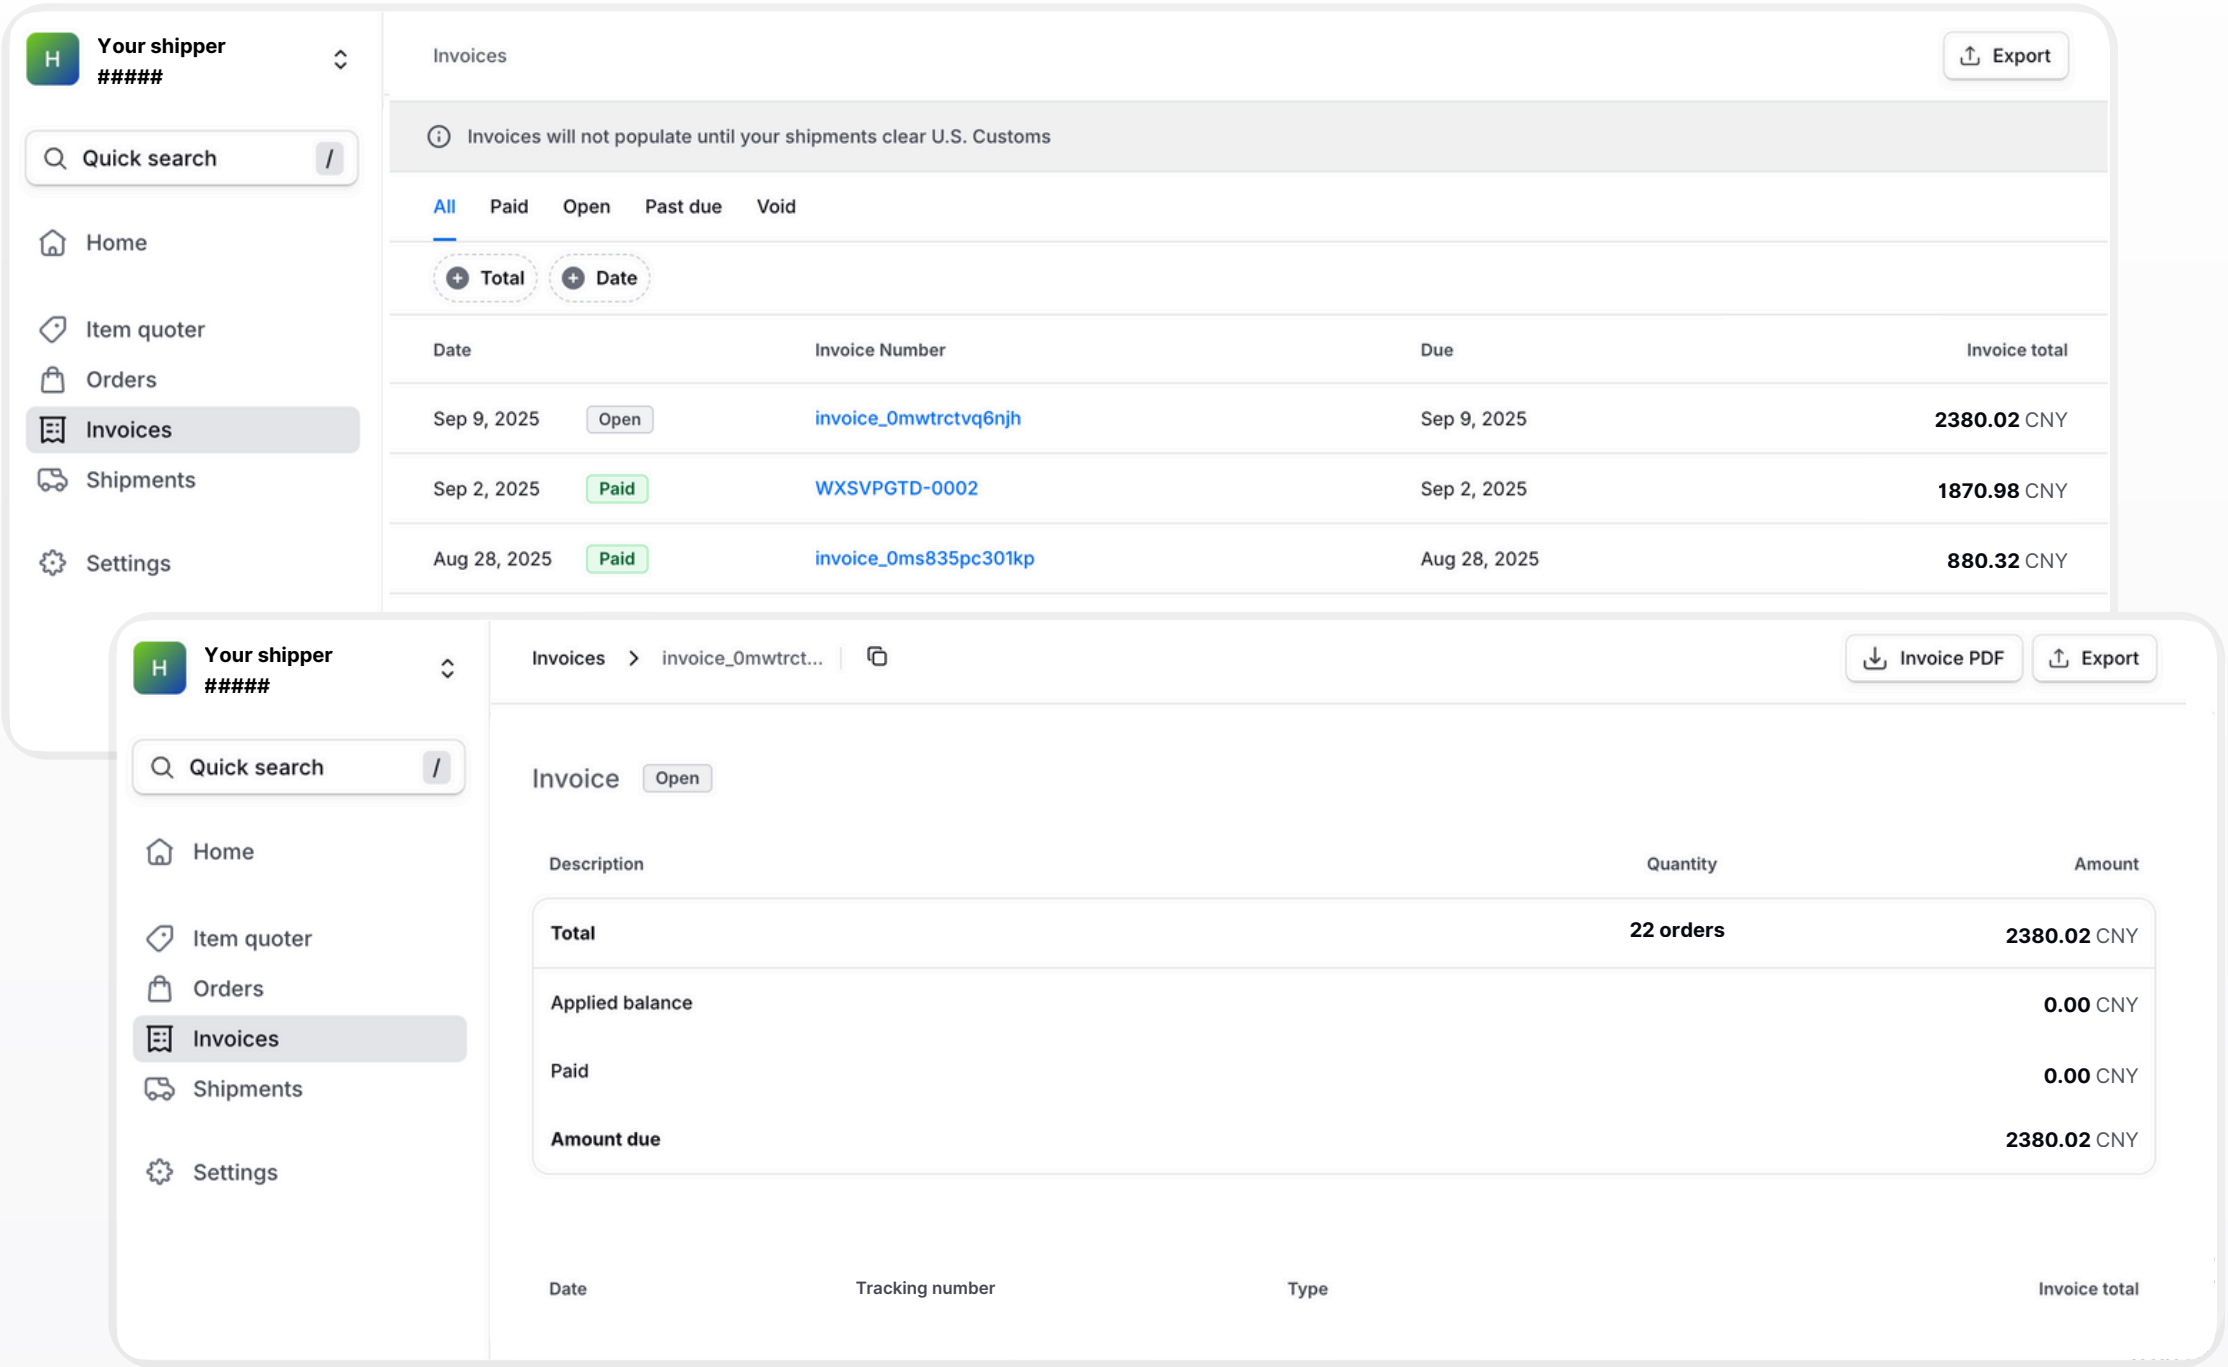 H
Your shipper
#####
Invoices
Export
Quick search /
Invoices will not populate until your shipments clear U.S. Customs
All Paid Open Past due Void
Home
Total Date
Item quoter
Orders
Invoices
Shipments
Settings
Date Invoice Number Due Invoice total
Sep 9, 2025 Open invoice_0mwtrctvq6njh Sep 9, 2025 2380.02 CNY
Sep 2, 2025 Paid WXSVPGTD-0002 Sep 2, 2025 1870.98 CNY
Aug 28, 2025 Paid invoice_0ms835pc301kp Aug 28, 2025 880.32 CNY
H
Your shipper
#####
Invoices > invoice_0mwtrct...
Invoice PDF
Export
Quick search /
Home
Item quoter
Orders
Invoices
Shipments
Settings
Invoice Open
Description Quantity Amount
Total 22 orders 2380.02 CNY
Applied balance 0.00 CNY
Paid 0.00 CNY
Amount due 2380.02 CNY
Date Tracking number Type Invoice total